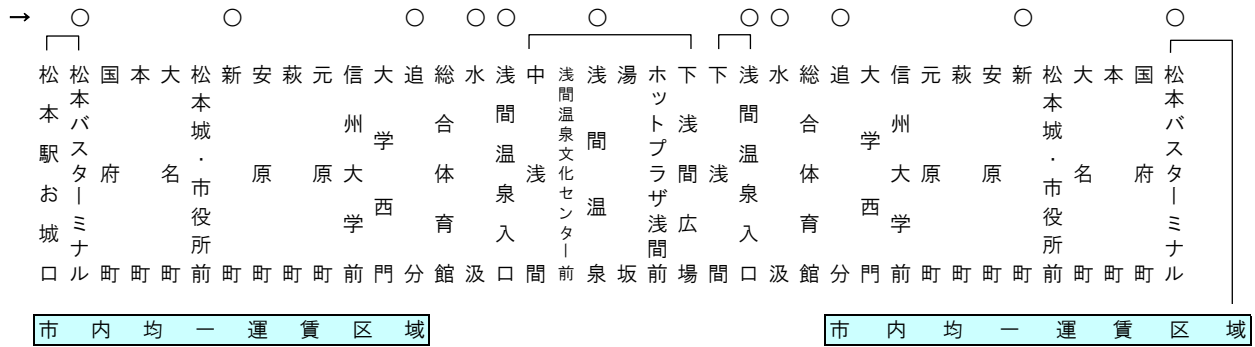 → ○ ○ ○ ○ ○ ○ ○ ○ ○ ○ ○
松本駅お城口
松本バスターミナル
国府町
本町
大名町
松本城・市役所前
新町
安原町
萩町
元原町
信州大学前
大学西門
追分
総合体育館
水汲
浅間温泉入口
中浅間
浅間温泉文化センター前
浅間温泉
湯坂
ホットプラザ浅間前
下浅間広場
下浅間
浅間温泉入口
水汲
総合体育館
追分
大学西門
信州大学前
元原町
萩町
安原町
新町
松本城・市役所前
大名町
本町
国府町
松本バスターミナル
市内均一運賃区域
市内均一運賃区域